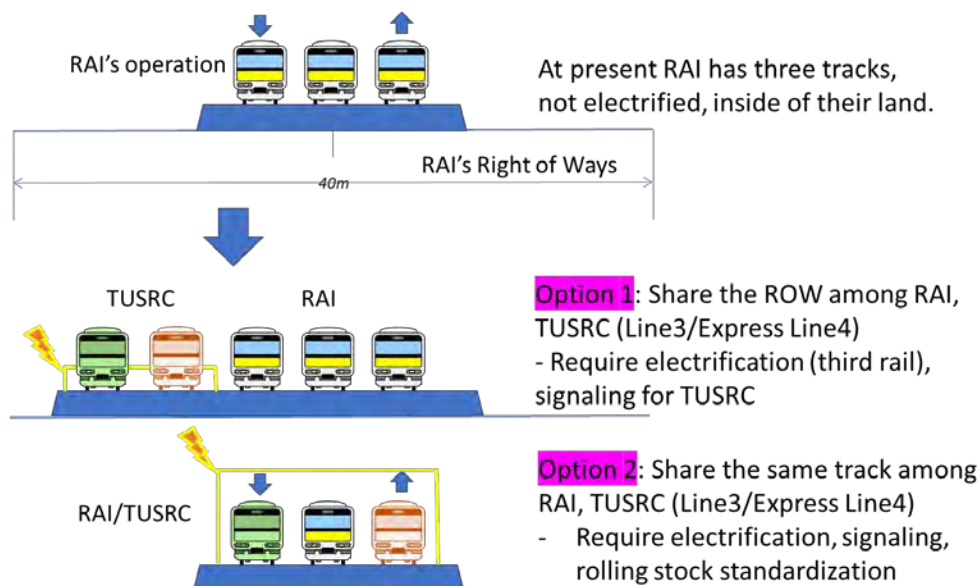 RAI's operation
At present RAI has three tracks,
not electrified, inside of their land.
RAI's Right of Ways
40m
TUSRC
RAI
Option 1: Share the ROW among RAI,
TUSRC (Line3/Express Line4)
- Require electrification (third rail),
signaling for TUSRC
RAI/TUSRC
Option 2: Share the same track among
RAI, TUSRC (Line3/Express Line4)
- Require electrification, signaling,
rolling stock standardization